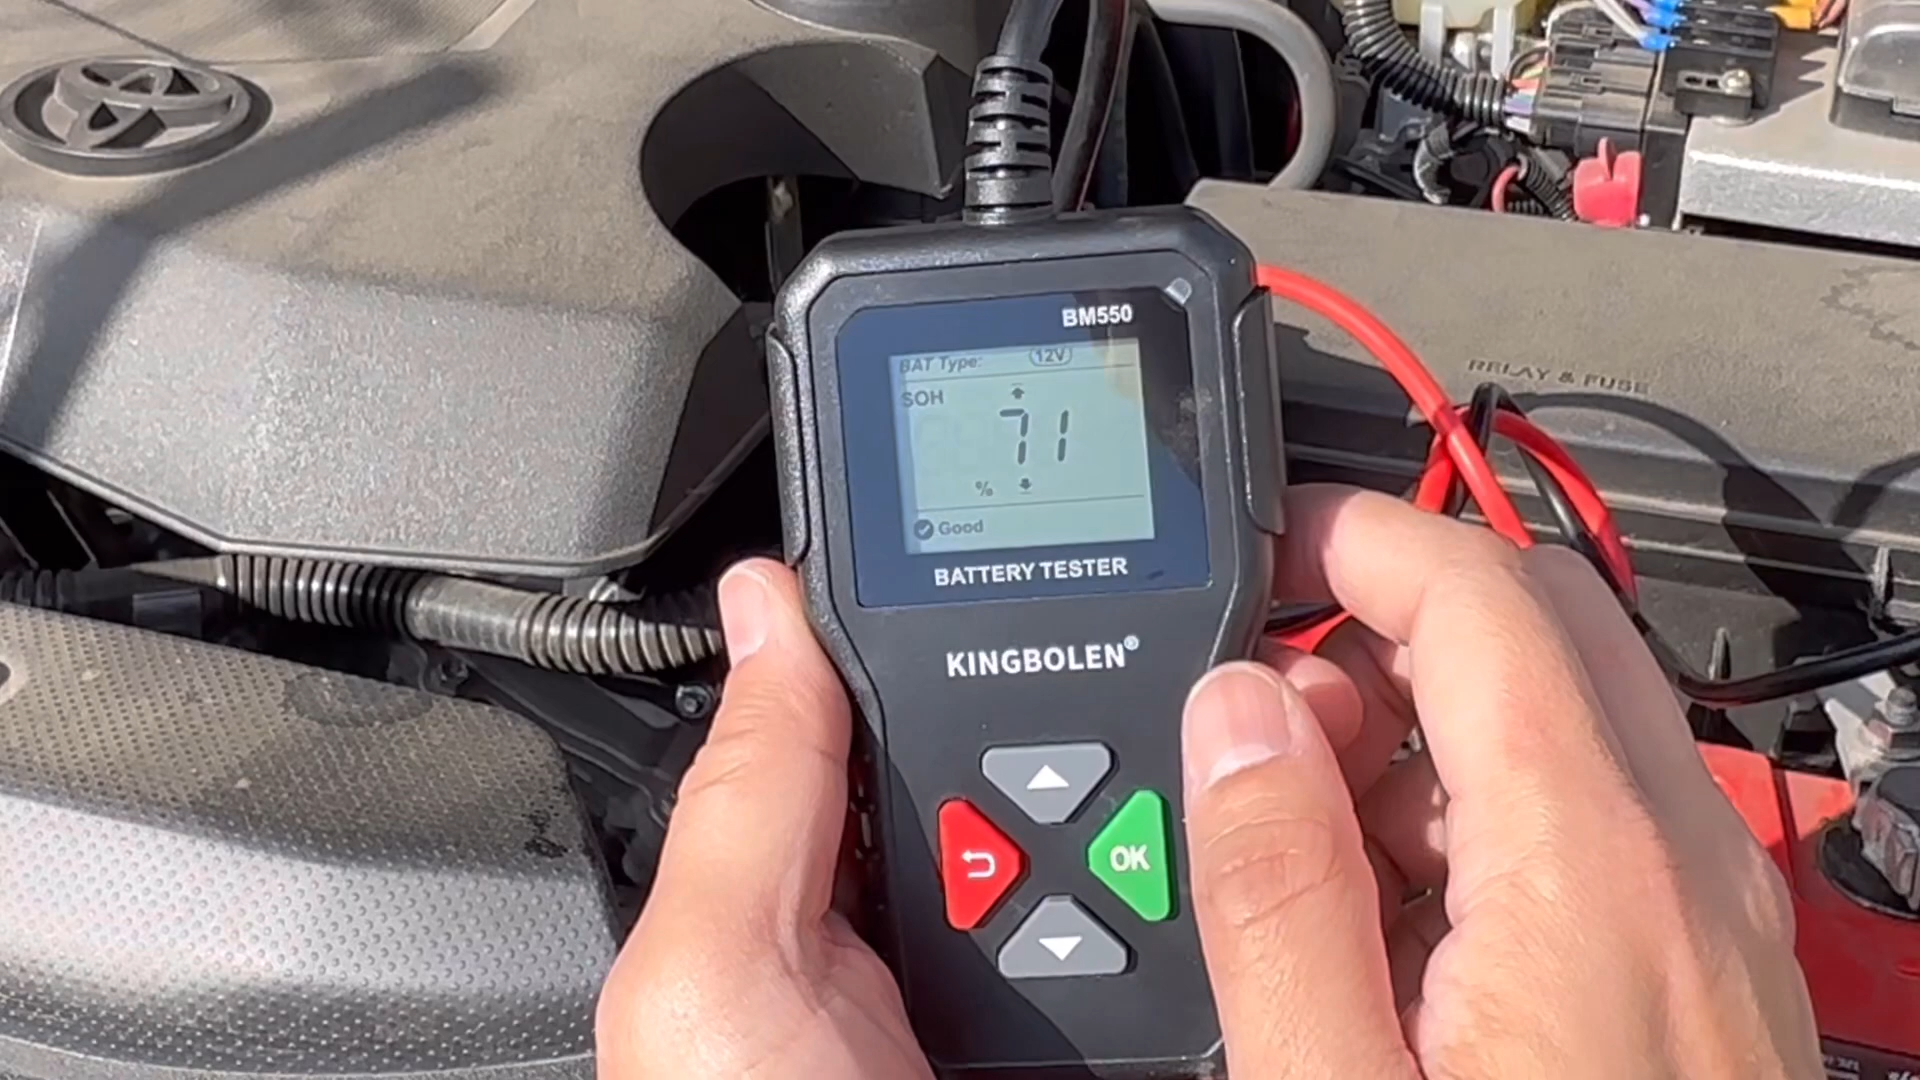 BM550
BAT Type: 12V
SOH
71
%
Good
BATTERY TESTER
KINGBOLEN®
OK
RELAY & FUSE